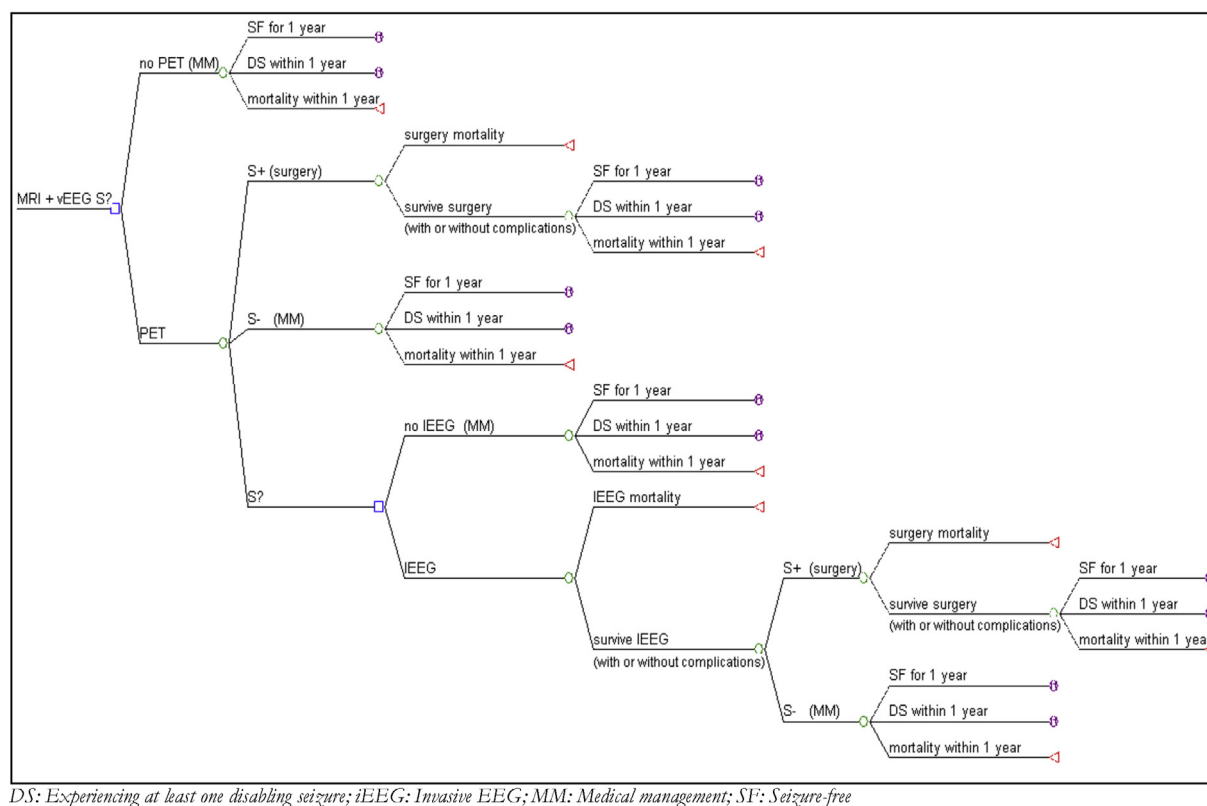 SF for 1 year
no PET (MM)
DS within 1 year
mortality within 1 year
surgery mortality
S+ (surgery)
SF for 1 year
MRI + vEEG S?
survive surgery
(with or without complications)
DS within 1 year
mortality within 1 year
SF for 1 year
PET
S- (MM)
DS within 1 year
mortality within 1 year
SF for 1 year
no IEEG (MM)
DS within 1 year
mortality within 1 year
S?
IEEG mortality
surgery mortality
IEEG
S+ (surgery)
SF for 1 year
survive surgery
(with or without complications)
DS within 1 year
mortality within 1 yea
survive IEEG
(with or without complications)
SF for 1 year
S- (MM)
DS within 1 year
mortality within 1 year
DS: Experiencing at least one disabling seizure; iEEG: Invasive EEG; MM: Medical management; SF: Seizure-free